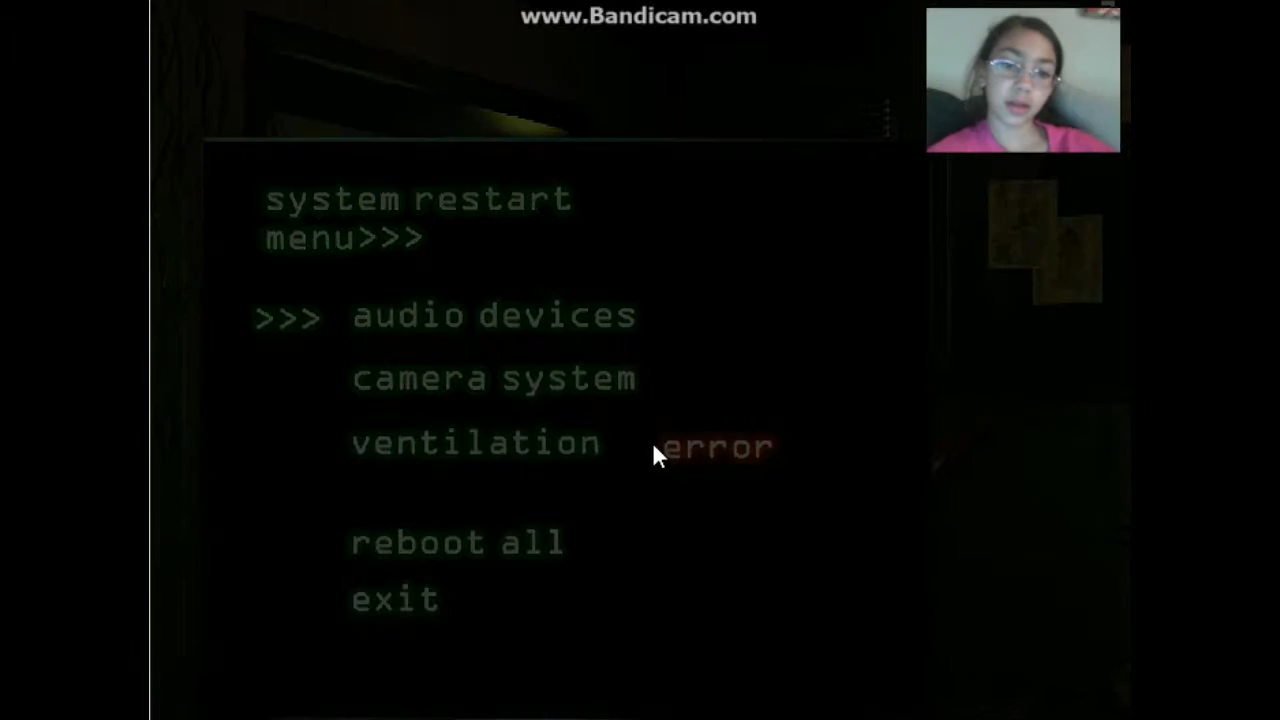 www.Bandicam.com
system restart
menu>>>
>>> audio devices
camera system
ventilation error
reboot all
exit